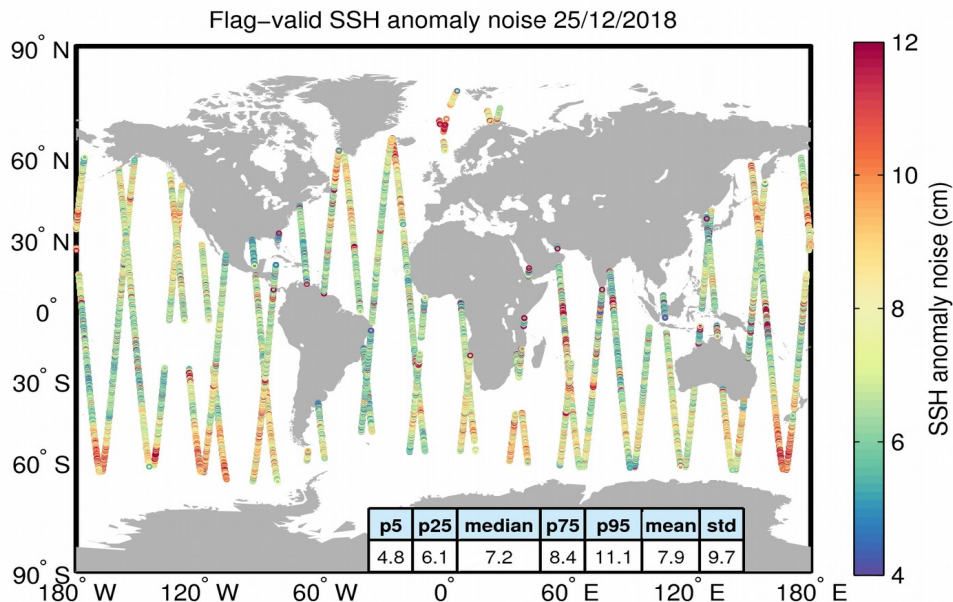 Flag−valid SSH anomaly noise 25/12/2018
90° N
60° N
30° N
0°
30° S
60° S
90° S
180° W
120° W
60° W
0°
60° E
120° E
180° E
p5 p25 median p75 p95 mean std
4.8 6.1 7.2 8.4 11.1 7.9 9.7
12
10
8
6
4
SSH anomaly noise (cm)